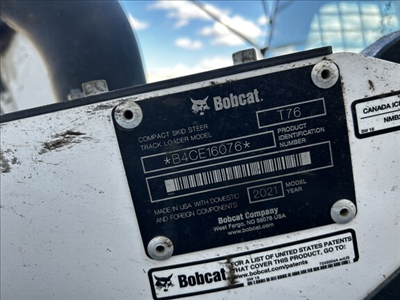 Bobcat.
COMPACT SKID STEER
TRACK LOADER MODEL
T76
*B4CE16076*
PRODUCT
IDENTIFICATION
NUMBER
2021
MODEL
YEAR
MADE IN USA WITH DOMESTIC
AND FOREIGN COMPONENTS
Bobcat Company
West Fargo, ND 58078 USA
www.bobcat.com
CANADA ICE
NMB
Bobcat
FOR A LIST OF UNITED STATES PATENTS
THAT COVER THIS PRODUCT, GO TO
www.bobcat.com/patents